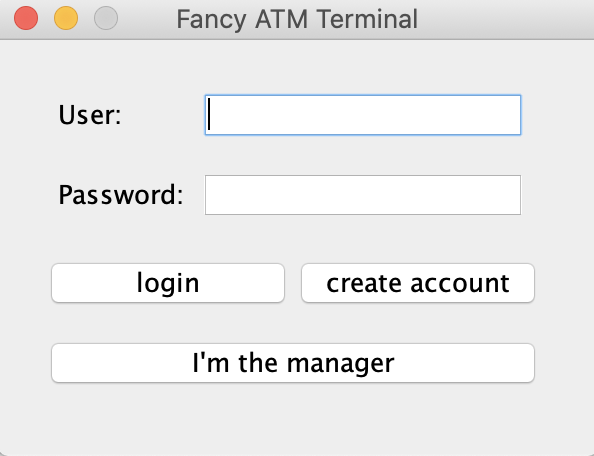 Fancy ATM Terminal
User:
Password:
login
create account
I'm the manager